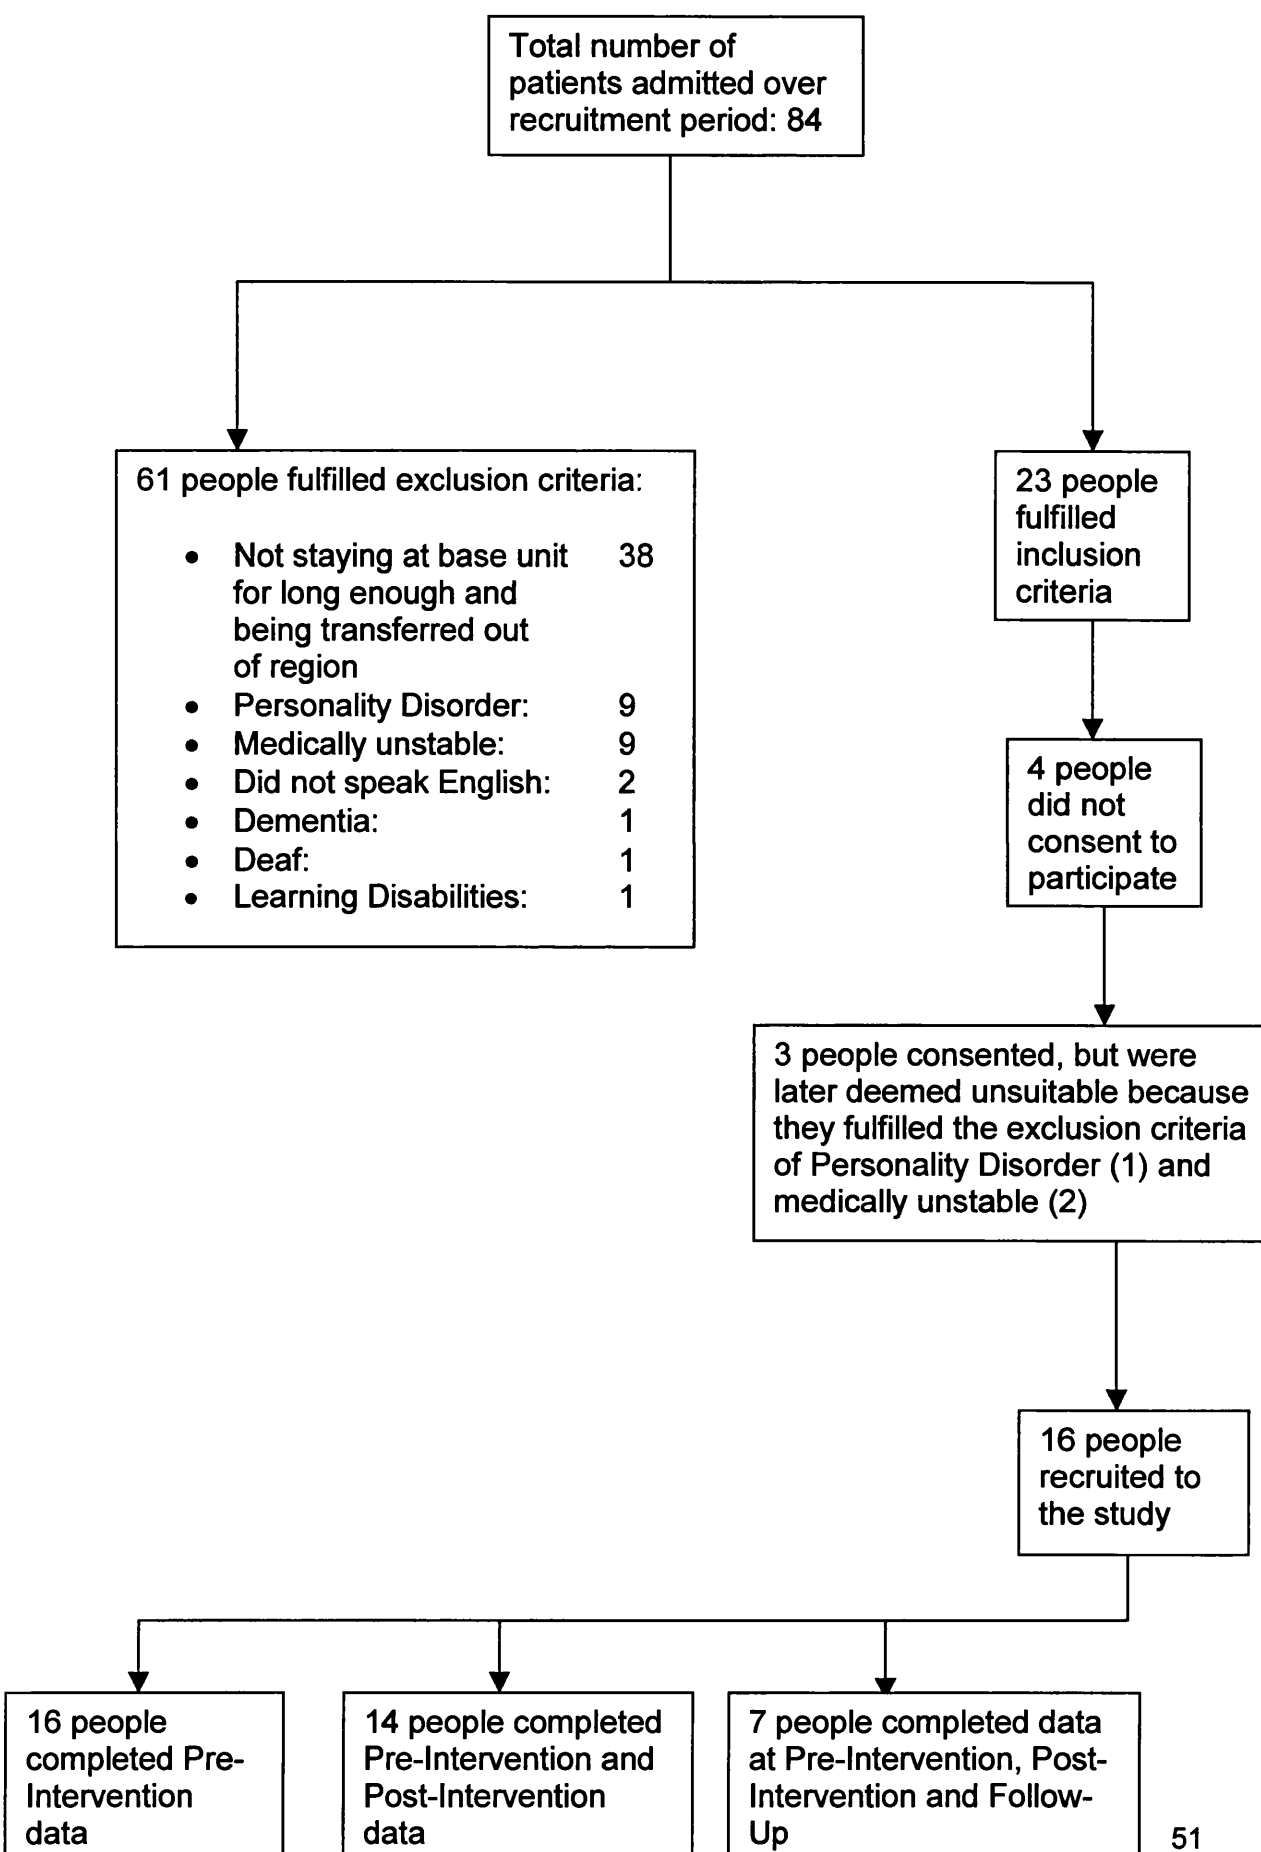 Total number of
patients admitted over
recruitment period: 84
61 people fulfilled exclusion criteria:
• Not staying at base unit 38
for long enough and
being transferred out
of region
• Personality Disorder: 9
• Medically unstable: 9
• Did not speak English: 2
• Dementia: 1
• Deaf: 1
• Learning Disabilities: 1
23 people
fulfilled
inclusion
criteria
4 people
did not
consent to
participate
3 people consented, but were
later deemed unsuitable because
they fulfilled the exclusion criteria
of Personality Disorder (1) and
medically unstable (2)
16 people
recruited to
the study
16 people
completed Pre-
Intervention
data
14 people completed
Pre-Intervention and
Post-Intervention
data
7 people completed data
at Pre-Intervention, Post-
Intervention and Follow-
Up
51